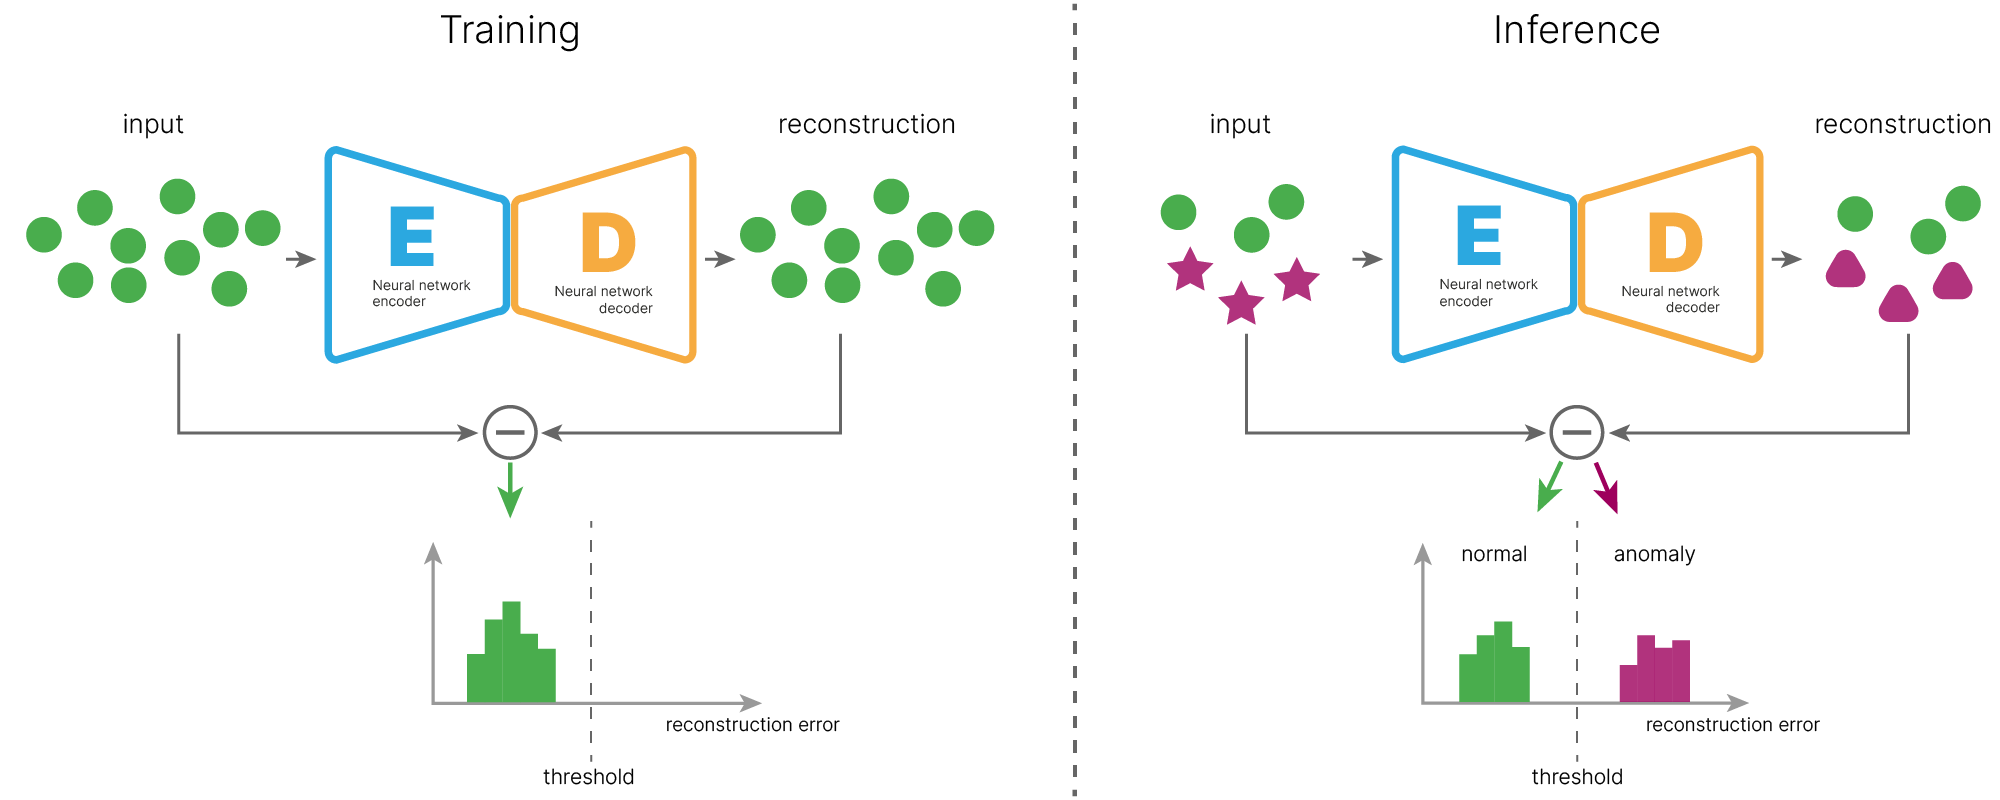 Training
input
reconstruction
E
Neural network
encoder
D
Neural network
decoder
reconstruction error
threshold
Inference
input
reconstruction
E
Neural network
encoder
D
Neural network
decoder
normal
anomaly
reconstruction error
threshold